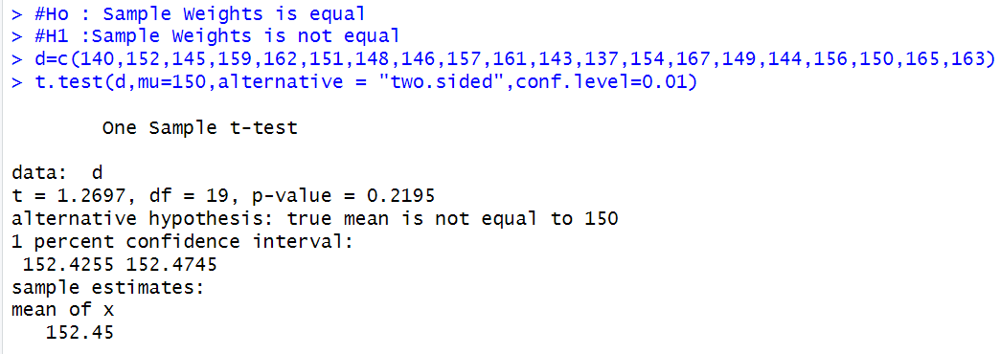 > #Ho : Sample Weights is equal
> #H1 :Sample Weights is not equal
> d=c(140,152,145,159,162,151,148,146,157,161,143,137,154,167,149,144,156,150,165,163)
> t.test(d,mu=150,alternative = "two.sided",conf.level=0.01)
One Sample t-test
data:  d
t = 1.2697, df = 19, p-value = 0.2195
alternative hypothesis: true mean is not equal to 150
1 percent confidence interval:
152.4255 152.4745
sample estimates:
mean of x
152.45